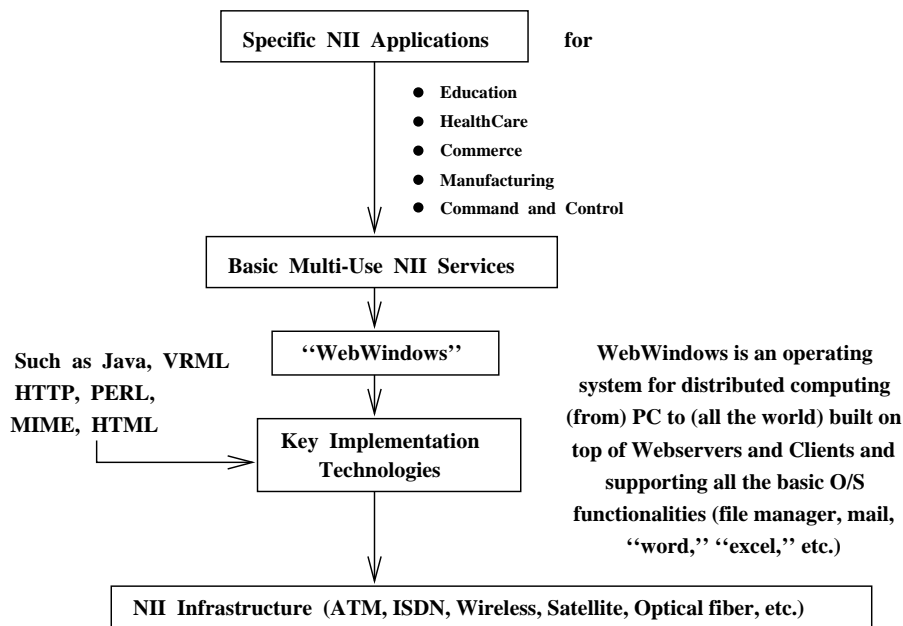 Specific NII Applications for
● Education
● HealthCare
● Commerce
● Manufacturing
● Command and Control
Basic Multi-Use NII Services
‘‘WebWindows’’
Such as Java, VRML
HTTP, PERL,
MIME, HTML
Key Implementation
Technologies
WebWindows is an operating
system for distributed computing
(from) PC to (all the world) built on
top of Webservers and Clients and
supporting all the basic O/S
functionalities (file manager, mail,
‘‘word,’’ ‘‘excel,’’ etc.)
NII Infrastructure (ATM, ISDN, Wireless, Satellite, Optical fiber, etc.)